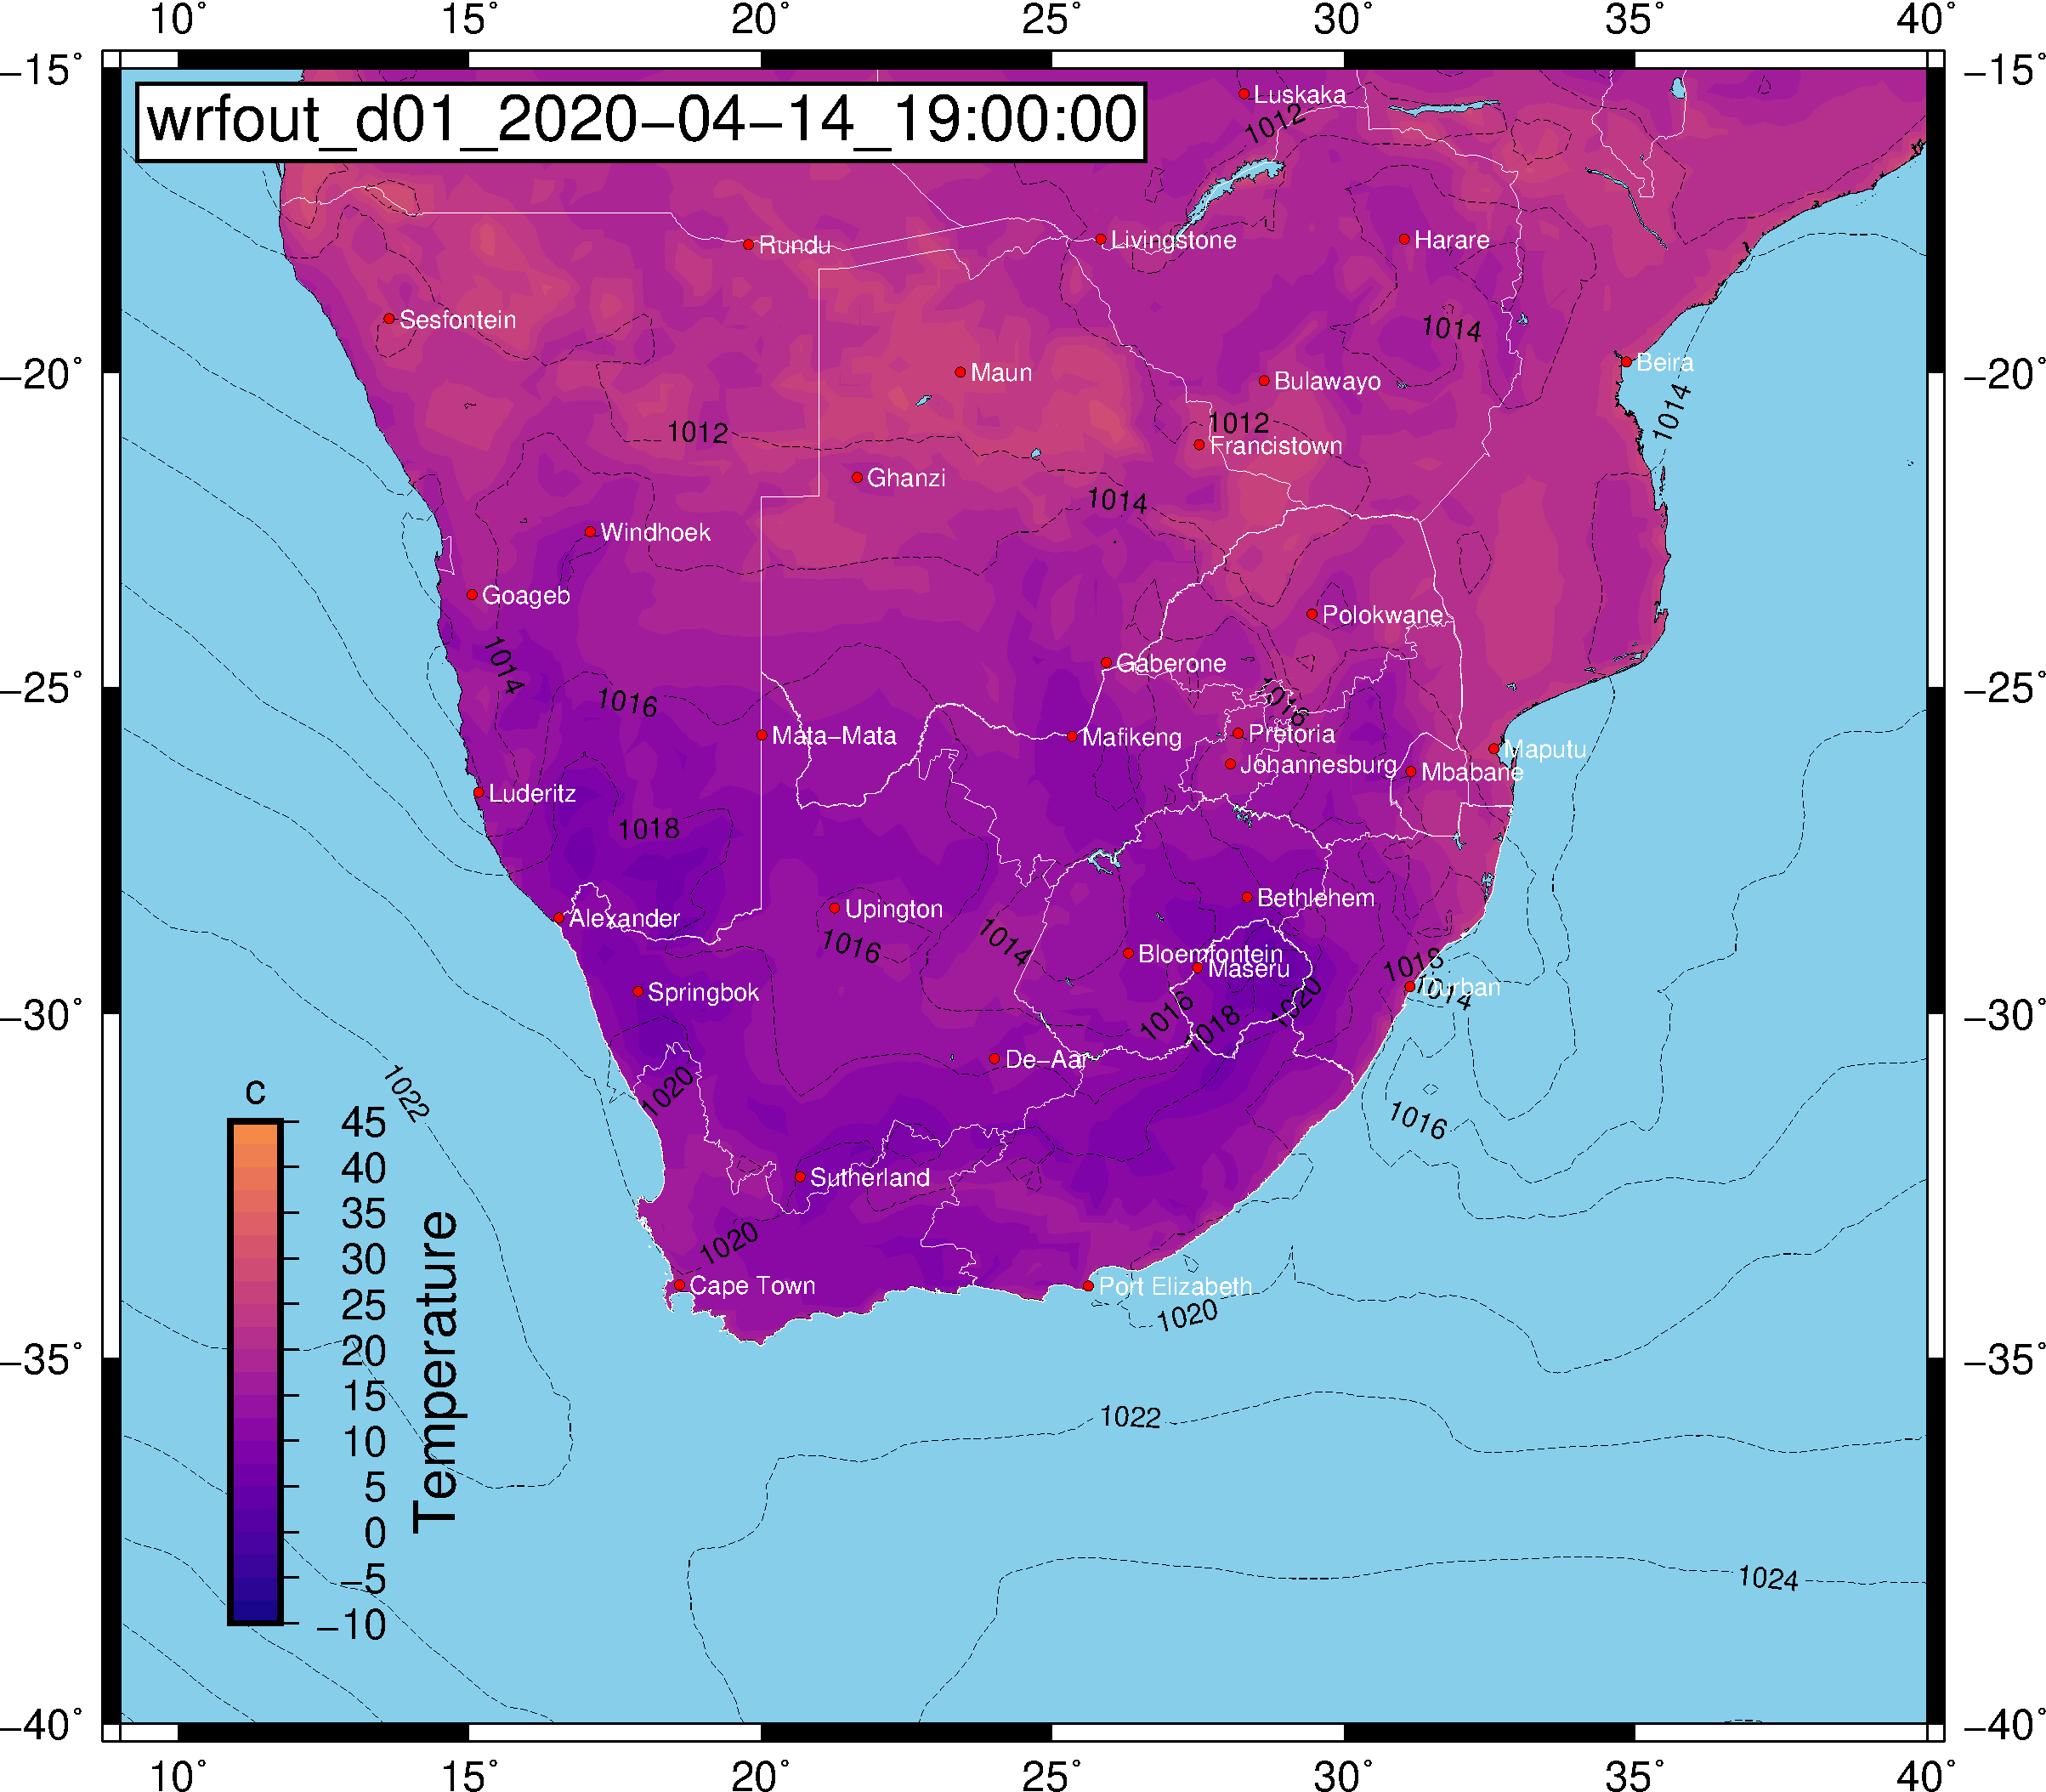 10° 15° 20° 25° 30° 35° 40°
−15° −15°
wrfout_d01_2020−04−14_19:00:00
Luskaka
1012
Rundu
Livingstone
Harare
Sesfontein
1014
Beira
Maun
Bulawayo
−20° −20°
1014
1012
1012
Francistown
Ghanzi
1014
Windhoek
Goageb
Polokwane
1014
Gaberone
−25° −25°
1016
1016
Mata−Mata
Mafikeng
Pretoria
Maputu
Johannesburg
Mbabane
Luderitz
1018
Bethlehem
Alexander
Upington
1016
1014
Bloemfontein
Maseru
1018
Durban
1014
Springbok
1016
1018
1020
−30° −30°
De−Aar
1020
1022
1016
Sutherland
1020
Cape Town
Port Elizabeth
1020
c
45
40
35
30
25
20
15
10
5
0
−5
−10
Temperature
−35° −35°
1022
1024
−40° −40°
10° 15° 20° 25° 30° 35° 40°